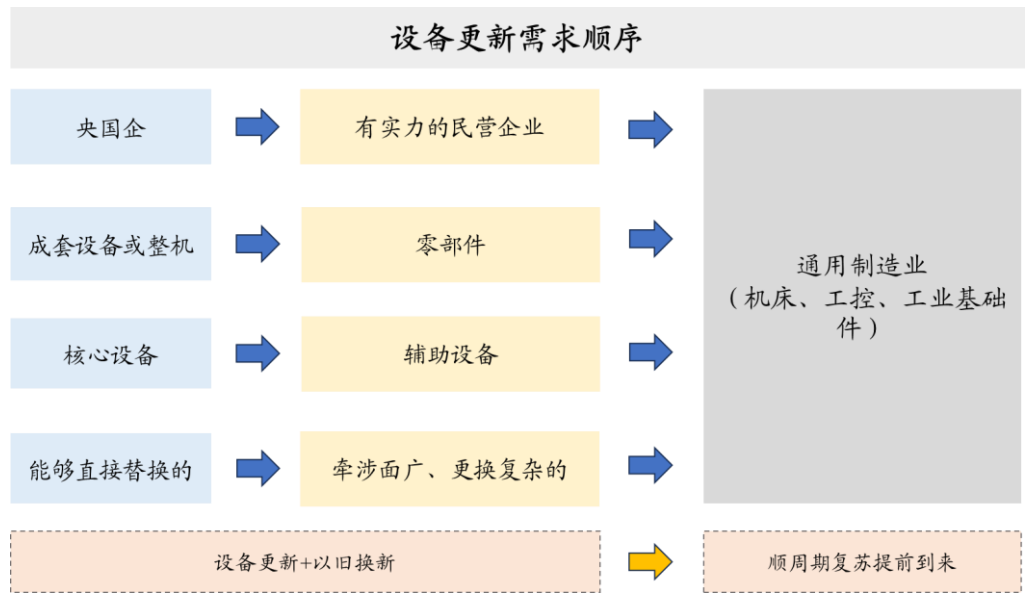 设备更新需求顺序
央国企
有实力的民营企业
成套设备或整机
零部件
核心设备
辅助设备
能够直接替换的
牵涉面广、更换复杂的
通用制造业
（机床、工控、工业基础
件）
设备更新+以旧换新
顺周期复苏提前到来